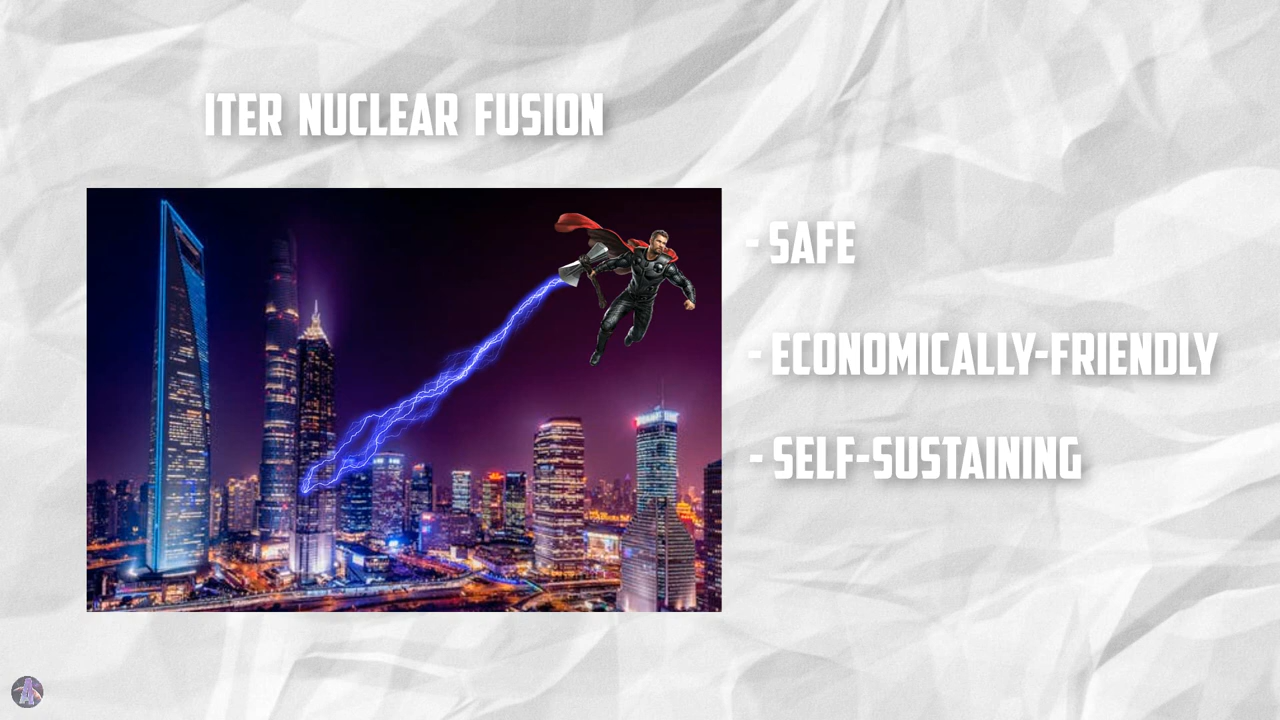 ITER NUCLEAR FUSION
- SAFE
- ECONOMICALLY-FRIENDLY
- SELF-SUSTAINING